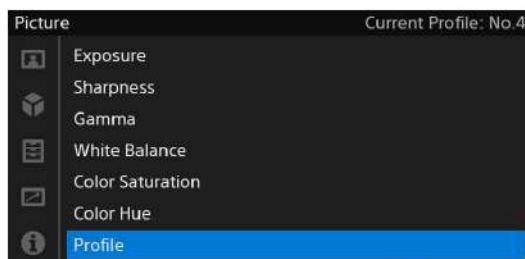 Picture Current Profile: No.4
Exposure
Sharpness
Gamma
White Balance
Color Saturation
Color Hue
Profile